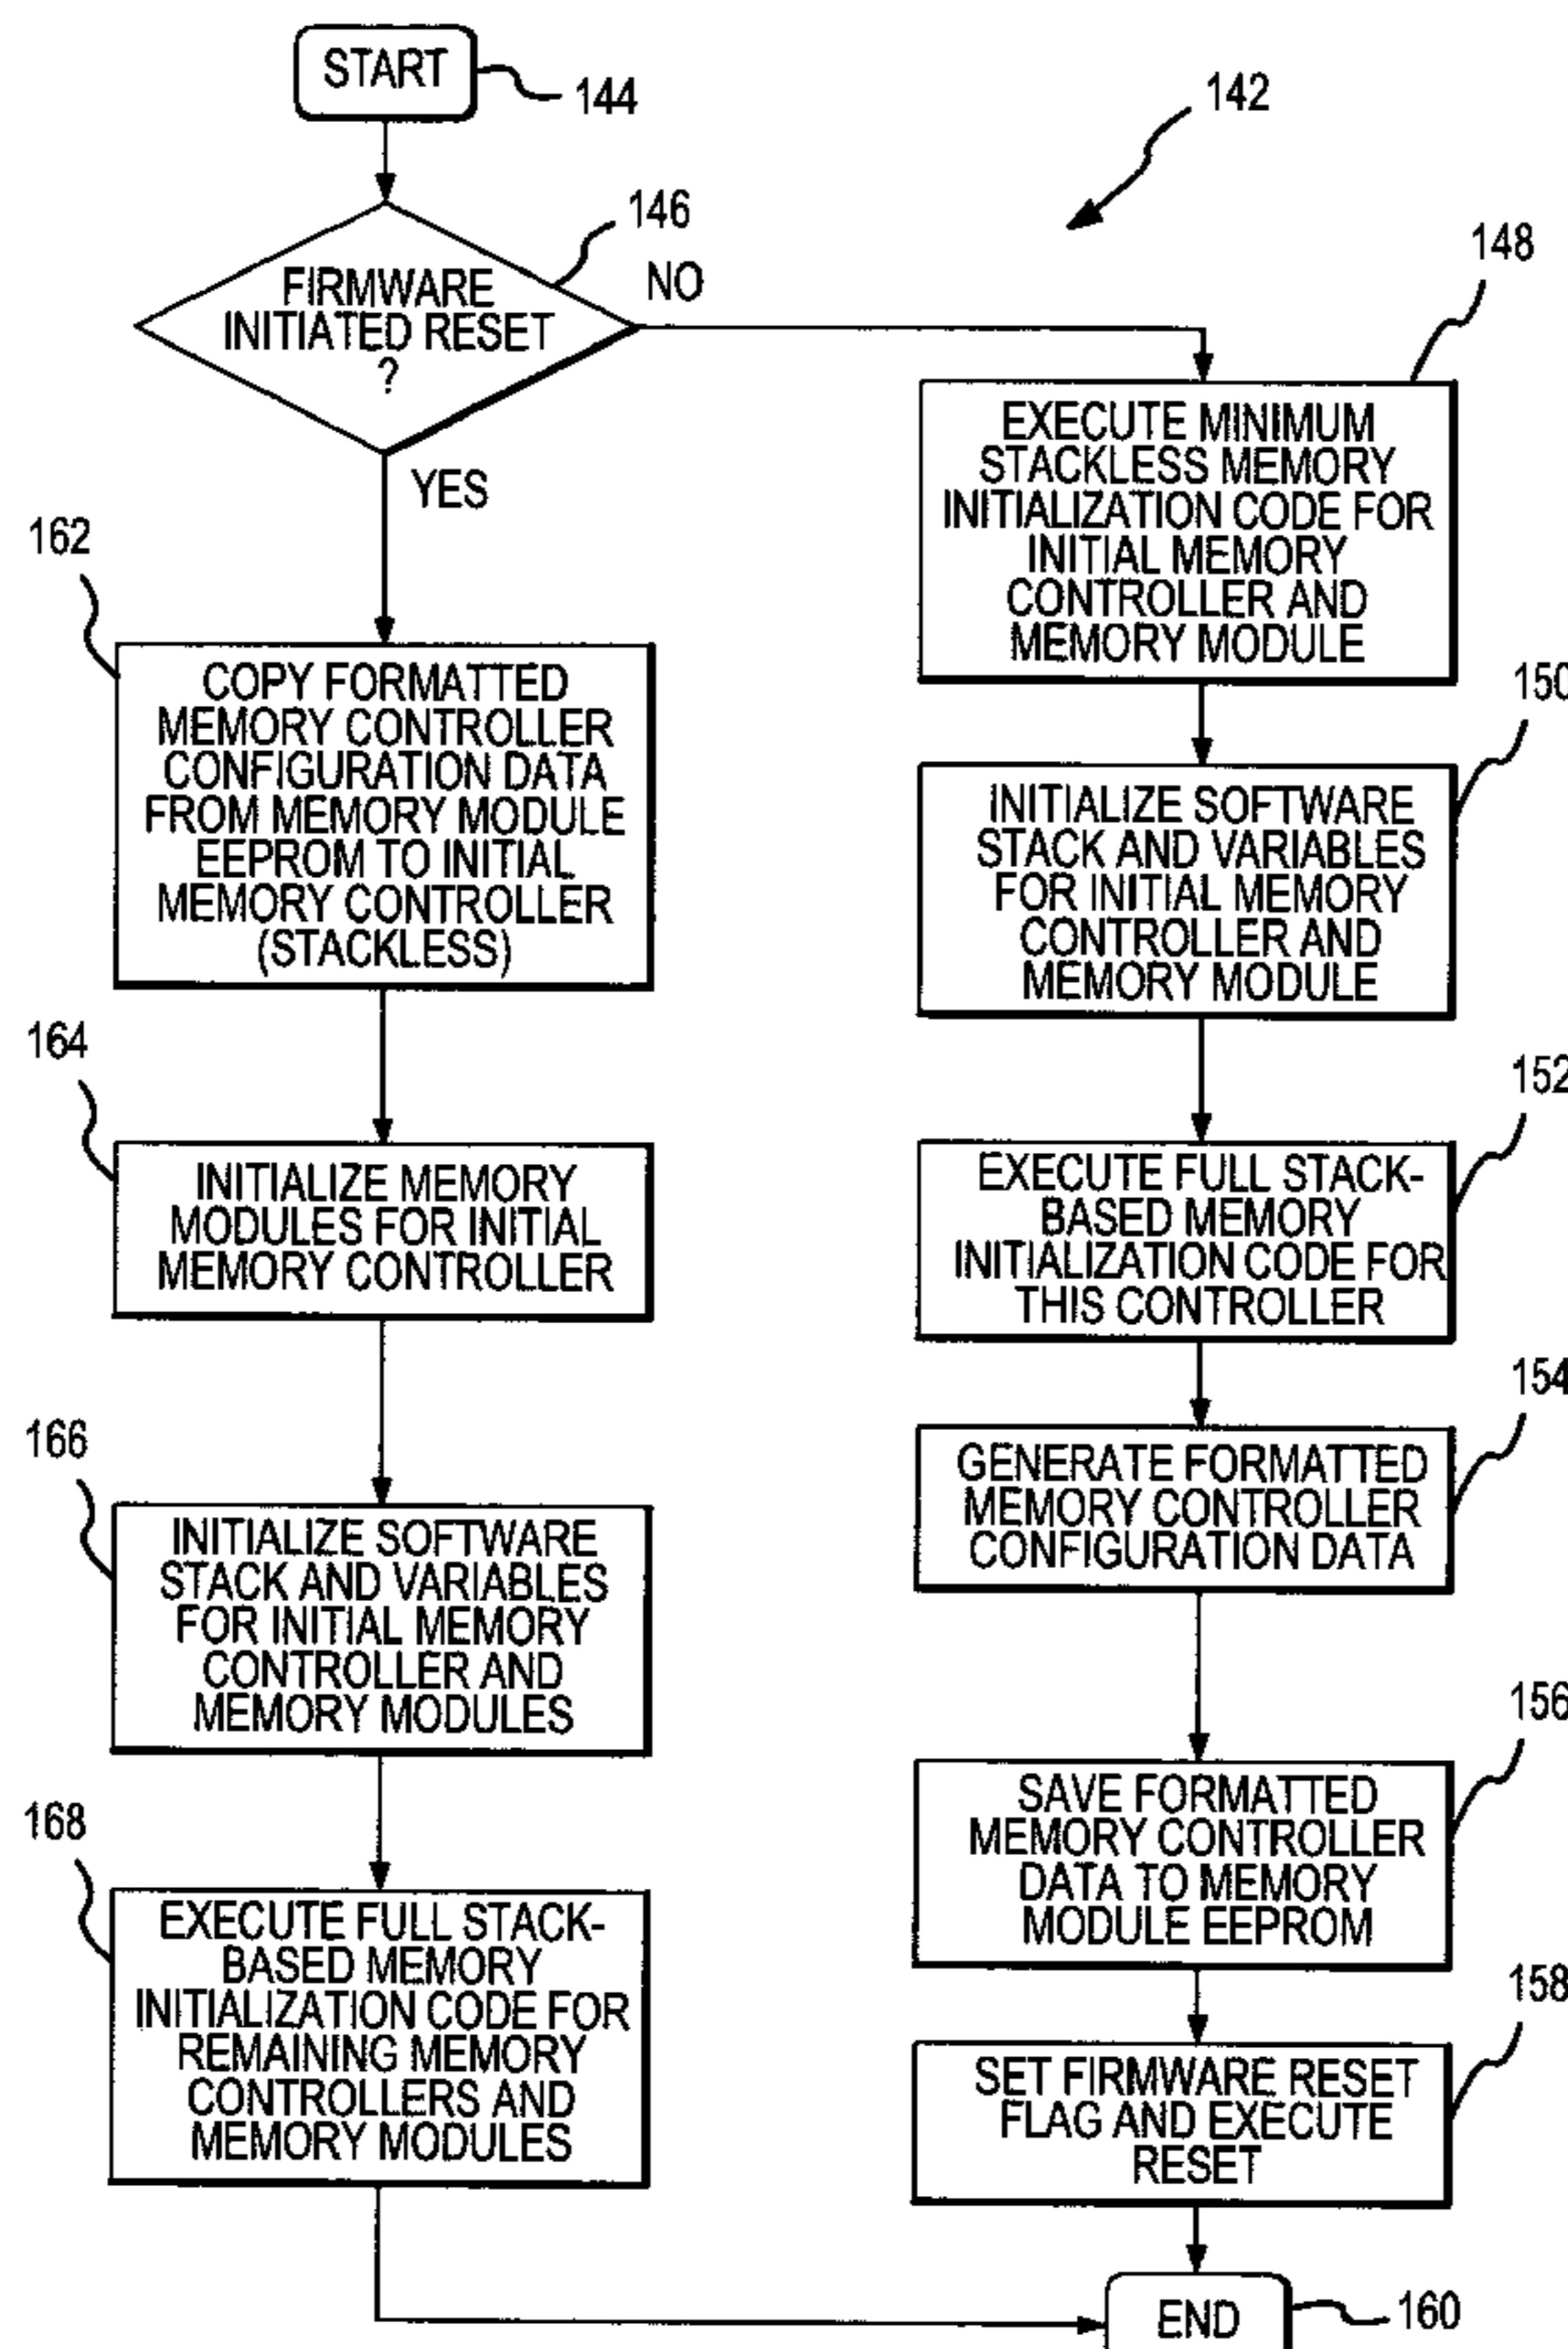 START
144
142
146
FIRMWARE
INITIATED RESET
?
NO
YES
148
EXECUTE MINIMUM
STACKLESS MEMORY
INITIALIZATION CODE FOR
INITIAL MEMORY
CONTROLLER AND
MEMORY MODULE
150
INITIALIZE SOFTWARE
STACK AND VARIABLES
FOR INITIAL MEMORY
CONTROLLER AND
MEMORY MODULE
152
EXECUTE FULL STACK-
BASED MEMORY
INITIALIZATION CODE FOR
THIS CONTROLLER
154
GENERATE FORMATTED
MEMORY CONTROLLER
CONFIGURATION DATA
156
SAVE FORMATTED
MEMORY CONTROLLER
DATA TO MEMORY
MODULE EEPROM
158
SET FIRMWARE RESET
FLAG AND EXECUTE
RESET
162
COPY FORMATTED
MEMORY CONTROLLER
CONFIGURATION DATA
FROM MEMORY MODULE
EEPROM TO INITIAL
MEMORY CONTROLLER
(STACKLESS)
164
INITIALIZE MEMORY
MODULES FOR INITIAL
MEMORY CONTROLLER
166
INITIALIZE SOFTWARE
STACK AND VARIABLES
FOR INITIAL MEMORY
CONTROLLER AND
MEMORY MODULES
168
EXECUTE FULL STACK-
BASED MEMORY
INITIALIZATION CODE FOR
REMAINING MEMORY
CONTROLLERS AND
MEMORY MODULES
END
160